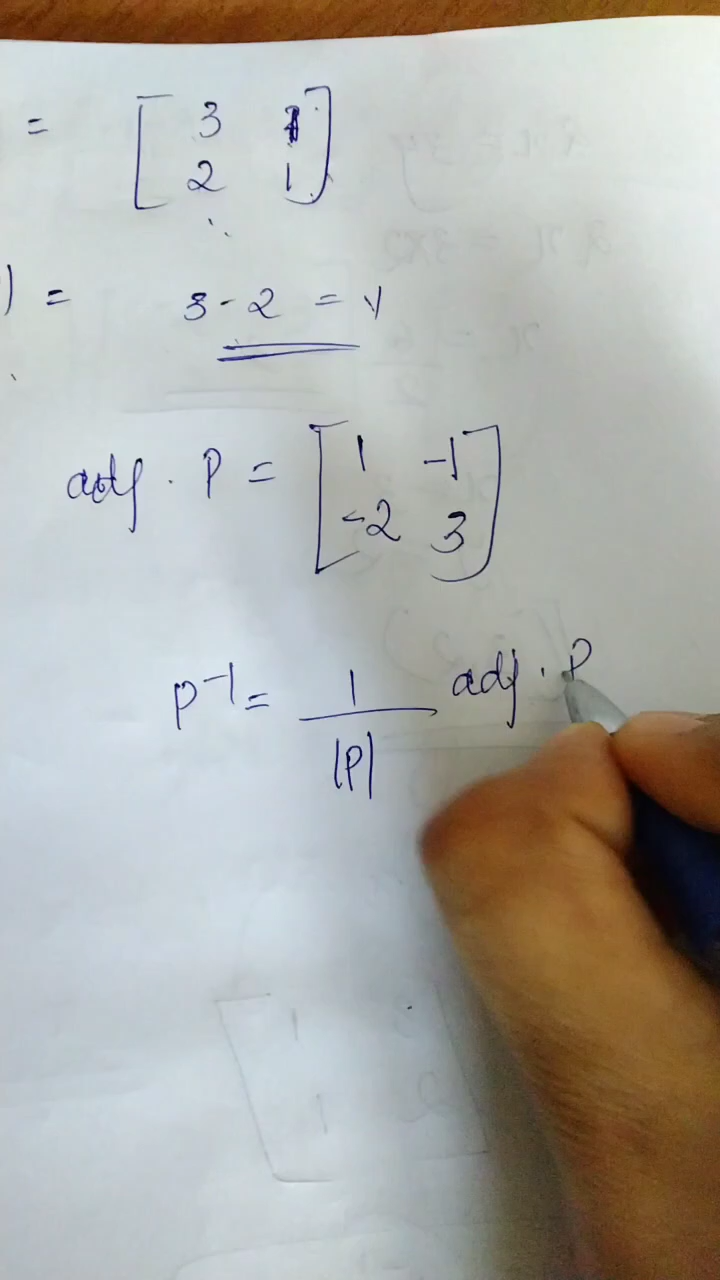 = [ 3 1
2 1 ]
) = 3 - 2 = 1
adj. P = [ 1 -1
-2 3 ]
P⁻¹ = 1 / |P| adj. P